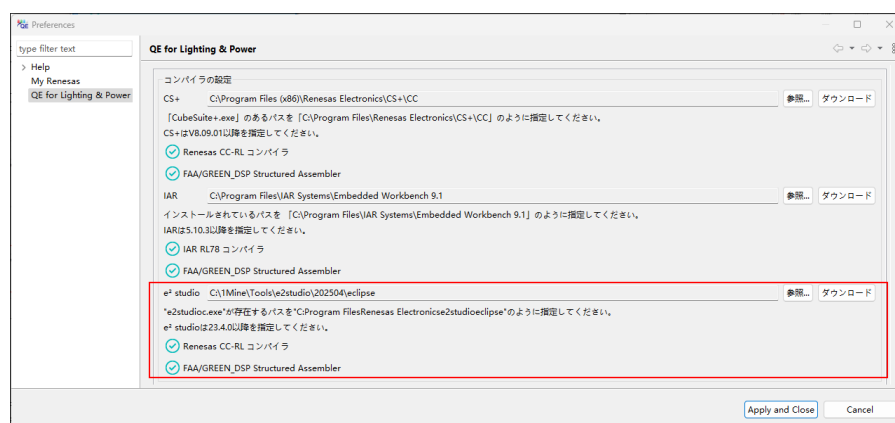 QE Preferences
type filter text
QE for Lighting & Power
> Help
My Renesas
QE for Lighting & Power
コンパイラの設定
CS+ C:\Program Files (x86)\Renesas Electronics\CS+\CC 参照... ダウンロード
「CubeSuite+.exe」のあるパスを「C:\Program Files\Renesas Electronics\CS+\CC」のように指定してください。
CS+はV8.09.01以降を指定してください。
Renesas CC-RL コンパイラ
FAA/GREEN_DSP Structured Assembler
IAR C:\Program Files\IAR Systems\Embedded Workbench 9.1 参照... ダウンロード
インストールされているパスを 「C:\Program Files\IAR Systems\Embedded Workbench 9.1」のように指定してください。
IARは5.10.3以降を指定してください。
IAR RL78 コンパイラ
FAA/GREEN_DSP Structured Assembler
e² studio C:\1Mine\Tools\e2studio\202504\eclipse 参照... ダウンロード
"e2studioc.exe"が存在するパスを"C:Program FilesRenesas Electronicse2studioeclipse"のように指定してください。
e² studioは23.4.0以降を指定してください。
Renesas CC-RL コンパイラ
FAA/GREEN_DSP Structured Assembler
Apply and Close Cancel